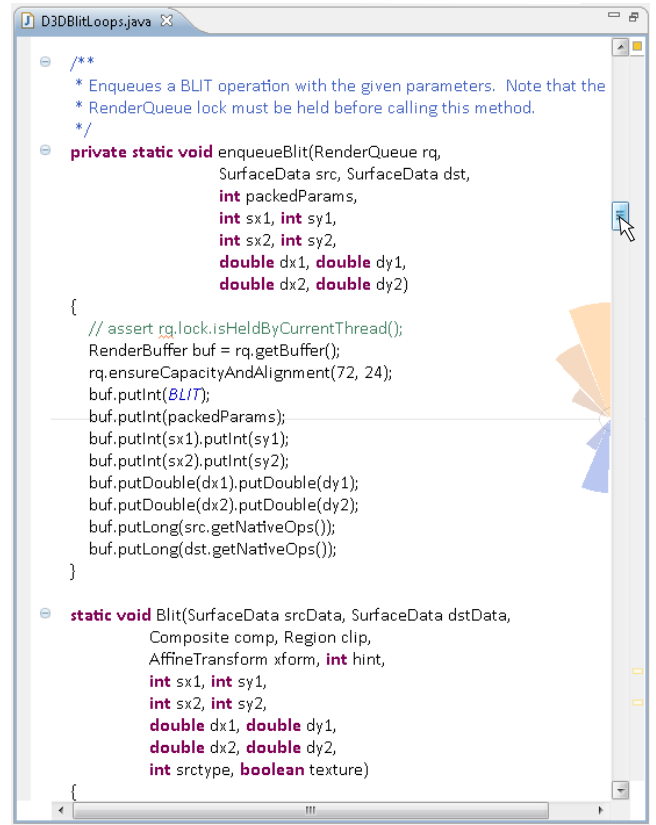 D3DBlitLoops.java
/**
* Enqueues a BLIT operation with the given parameters.  Note that the
* RenderQueue lock must be held before calling this method.
*/
private static void enqueueBlit(RenderQueue rq,
SurfaceData src, SurfaceData dst,
int packedParams,
int sx1, int sy1,
int sx2, int sy2,
double dx1, double dy1,
double dx2, double dy2)
{
// assert rq.lock.isHeldByCurrentThread();
RenderBuffer buf = rq.getBuffer();
rq.ensureCapacityAndAlignment(72, 24);
buf.putInt(BLIT);
buf.putInt(packedParams);
buf.putInt(sx1).putInt(sy1);
buf.putInt(sx2).putInt(sy2);
buf.putDouble(dx1).putDouble(dy1);
buf.putDouble(dx2).putDouble(dy2);
buf.putLong(src.getNativeOps());
buf.putLong(dst.getNativeOps());
}
static void Blit(SurfaceData srcData, SurfaceData dstData,
Composite comp, Region clip,
AffineTransform xform, int hint,
int sx1, int sy1,
int sx2, int sy2,
double dx1, double dy1,
double dx2, double dy2,
int srctype, boolean texture)
{